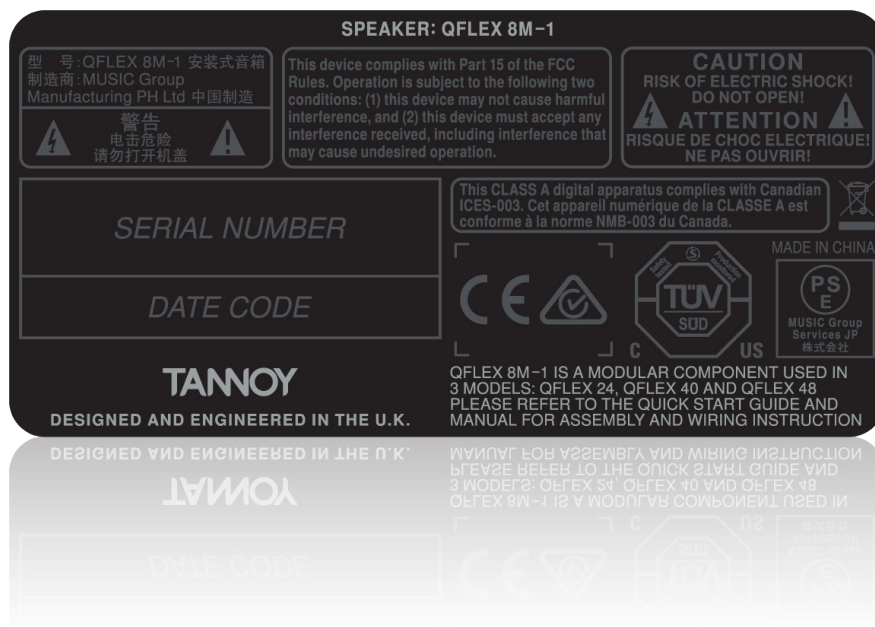 SPEAKER: QFLEX 8M-1
型 号:QFLEX 8M-1 安装式音箱
制造商:MUSIC Group
Manufacturing PH Ltd 中国制造
警告
电击危险
请勿打开机盖
This device complies with Part 15 of the FCC
Rules. Operation is subject to the following two
conditions: (1) this device may not cause harmful
interference, and (2) this device must accept any
interference received, including interference that
may cause undesired operation.
CAUTION
RISK OF ELECTRIC SHOCK!
DO NOT OPEN!
ATTENTION
RISQUE DE CHOC ELECTRIQUE!
NE PAS OUVRIR!
SERIAL NUMBER
DATE CODE
This CLASS A digital apparatus complies with Canadian
ICES-003. Cet appareil numérique de la CLASSE A est
conforme à la norme NMB-003 du Canada.
CE
Safety tested
S
Production monitored
TÜV
SÜD
C US
MADE IN CHINA
PS
E
MUSIC Group
Services JP
株式会社
TANNOY
DESIGNED AND ENGINEERED IN THE U.K.
QFLEX 8M-1 IS A MODULAR COMPONENT USED IN
3 MODELS: QFLEX 24, QFLEX 40 AND QFLEX 48
PLEASE REFER TO THE QUICK START GUIDE AND
MANUAL FOR ASSEMBLY AND WIRING INSTRUCTION